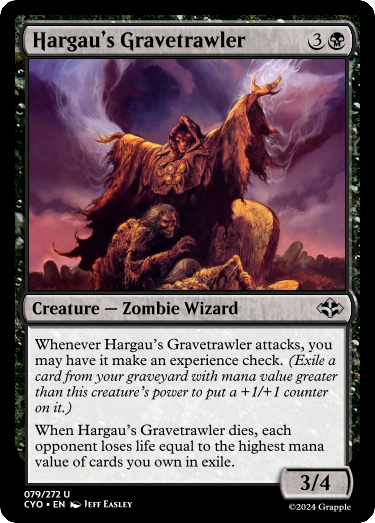 Hargau's Gravetrawler 3
Creature — Zombie Wizard
Whenever Hargau's Gravetrawler attacks, you
may have it make an experience check. (Exile a
card from your graveyard with mana value greater
than this creature's power to put a +1/+1 counter
on it.)
When Hargau's Gravetrawler dies, each
opponent loses life equal to the highest mana
value of cards you own in exile.
3/4
079/272 U
CYO • EN Jeff Easley
©2024 Grapple